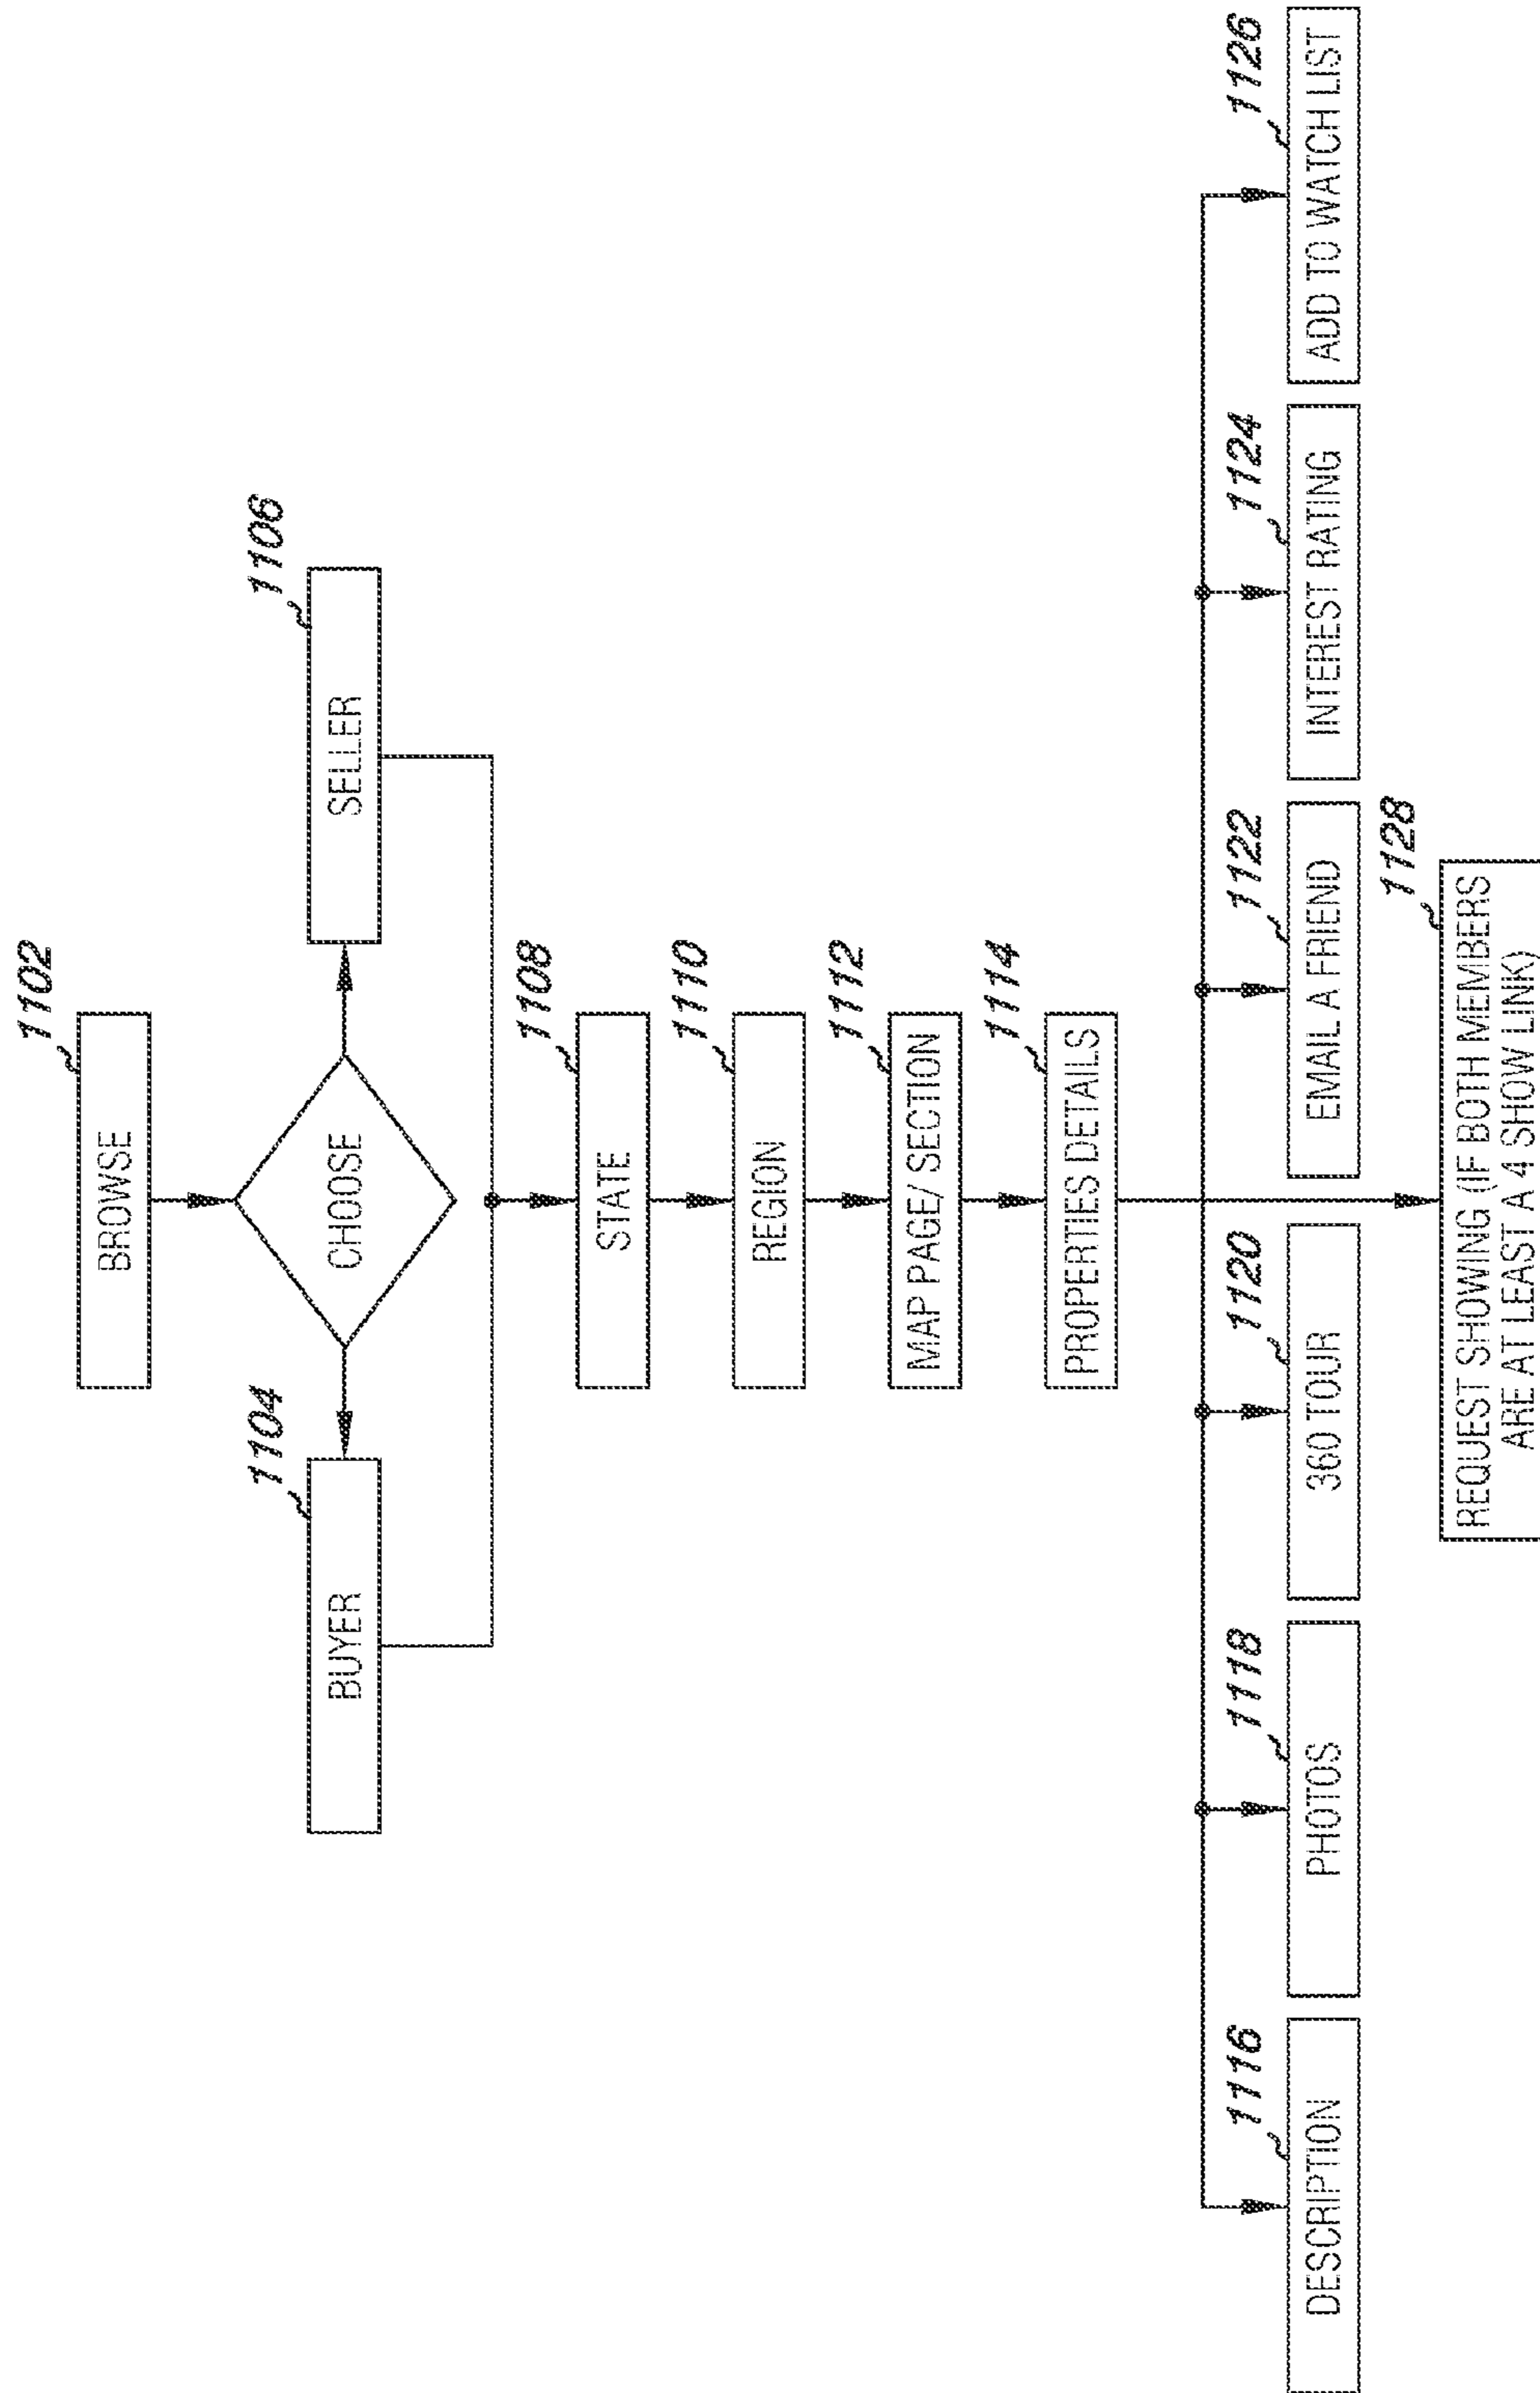 1102
BROWSE
CHOOSE
1104
BUYER
1106
SELLER
1108
STATE
1110
REGION
1112
MAP PAGE/ SECTION
1114
PROPERTIES DETAILS
1116
DESCRIPTION
1118
PHOTOS
1120
360 TOUR
1122
EMAIL A FRIEND
1124
INTEREST RATING
1126
ADD TO WATCH LIST
1128
REQUEST SHOWING (IF BOTH MEMBERS
ARE AT LEAST A 4 SHOW LINK)